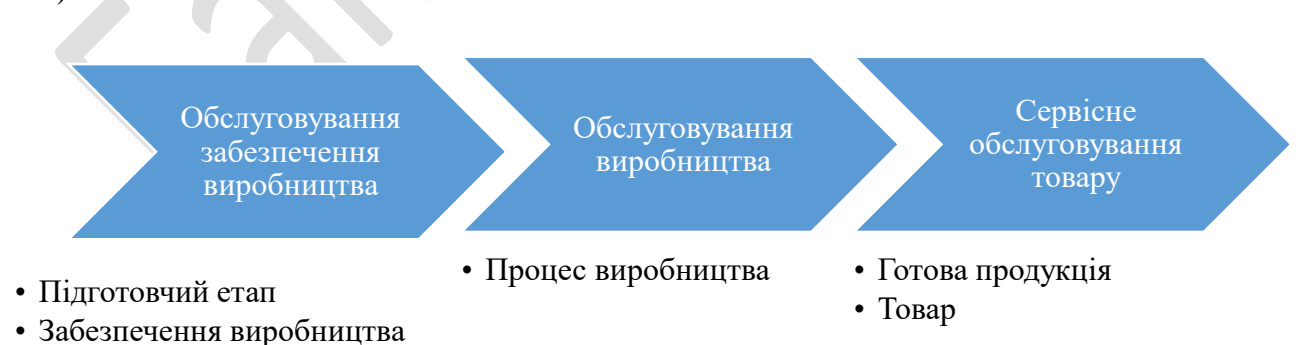 Обслуговування
забезпечення
виробництва
Обслуговування
виробництва
Сервісне
обслуговування
товару
• Підготовчий етап
• Забезпечення виробництва
• Процес виробництва
• Готова продукція
• Товар